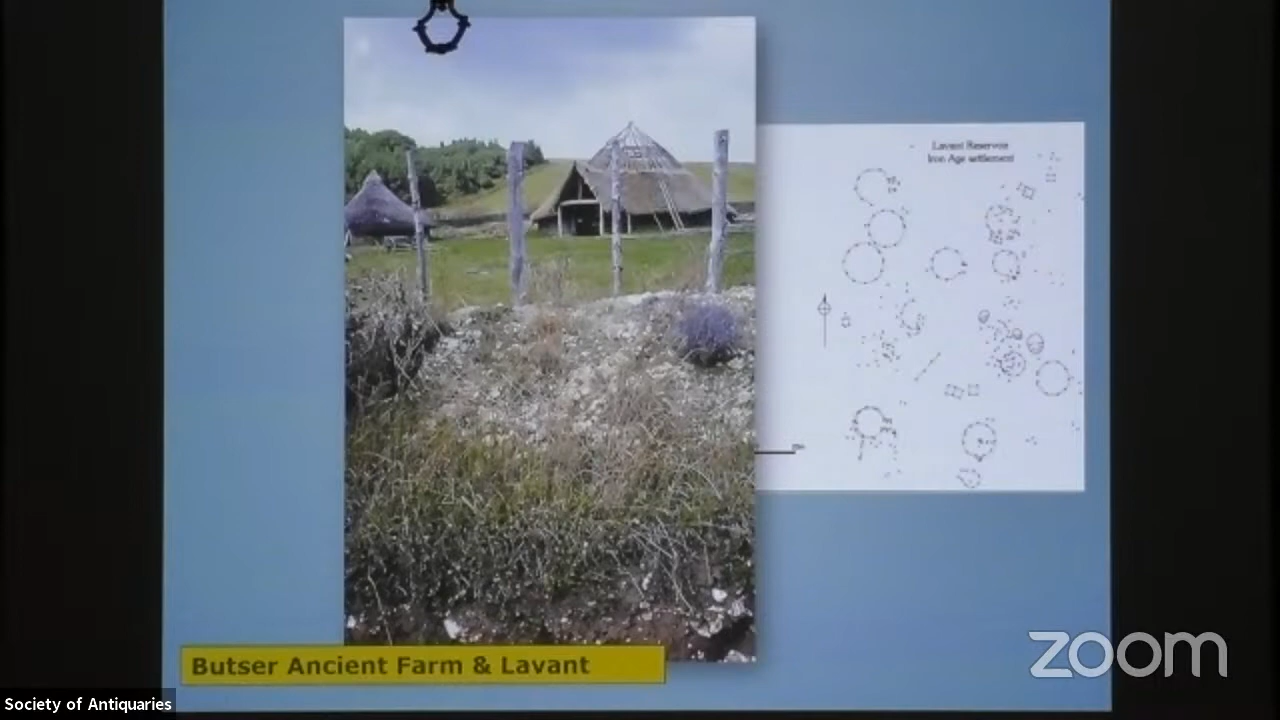 Lavant Reservoir
Iron Age settlement
Butser Ancient Farm & Lavant
zoom
Society of Antiquaries